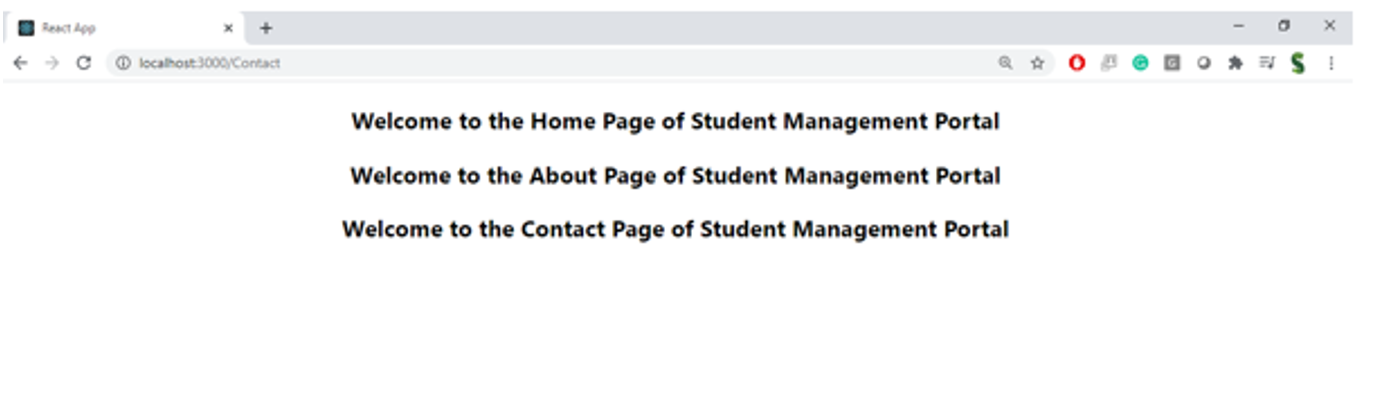 React App
localhost:3000/Contact
Welcome to the Home Page of Student Management Portal
Welcome to the About Page of Student Management Portal
Welcome to the Contact Page of Student Management Portal